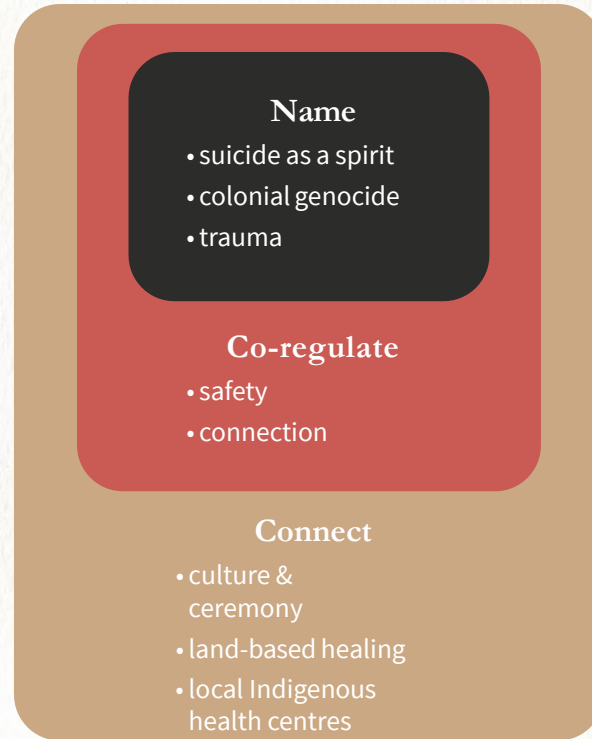 Name
• suicide as a spirit
• colonial genocide
• trauma
Co-regulate
• safety
• connection
Connect
• culture &
ceremony
• land-based healing
• local Indigenous
health centres